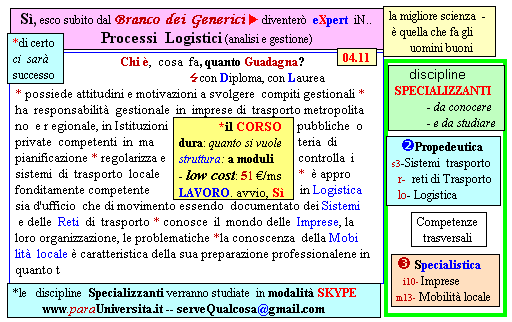 Sì, esco subito dal Branco dei Generici diventerò eXpert iN..
Processi Logistici (analisi e gestione)
la migliore scienza -
è quella che fa gli
uomini buoni
*di certo
ci sarà
successo
04.11
Chi è, cosa fa, quanto Guadagna?
con Diploma, con Laurea
* possiede attitudini e motivazioni a svolgere compiti gestionali *
ha responsabilità gestionale in imprese di trasporto metropolita
no e r egionale, in Istituzioni pubbliche o
private competenti in ma teria di
pianificazione * regolarizza e controlla i
sistemi di trasporto locale * è appro
fonditamente competente in Logistica
sia d'ufficio che di movimento essendo documentato dei Sistemi
e delle Reti di trasporto * conosce il mondo delle Imprese, la
loro organizzazione, le problematiche *la conoscenza della Mobi
lità locale è caratteristica della sua preparazione professionalene in
quanto t
*il CORSO
dura: quanto si vuole
struttura: a moduli
- low cost: 51 €/ms
LAVORO. avvio, Sì
discipline
SPECIALIZZANTI
- da conoscere
- e da studiare
2Propedeutica
s3-Sistemi trasporto
r- reti di Trasporto
lo- Logistica
Competenze
trasversali
3 Specialistica
i10- Imprese
m13- Mobilità locale
*le discipline Specializzanti verranno studiate in modalità SKYPE
www.paraUniversita.it -- serveQualcosa@gmail.com